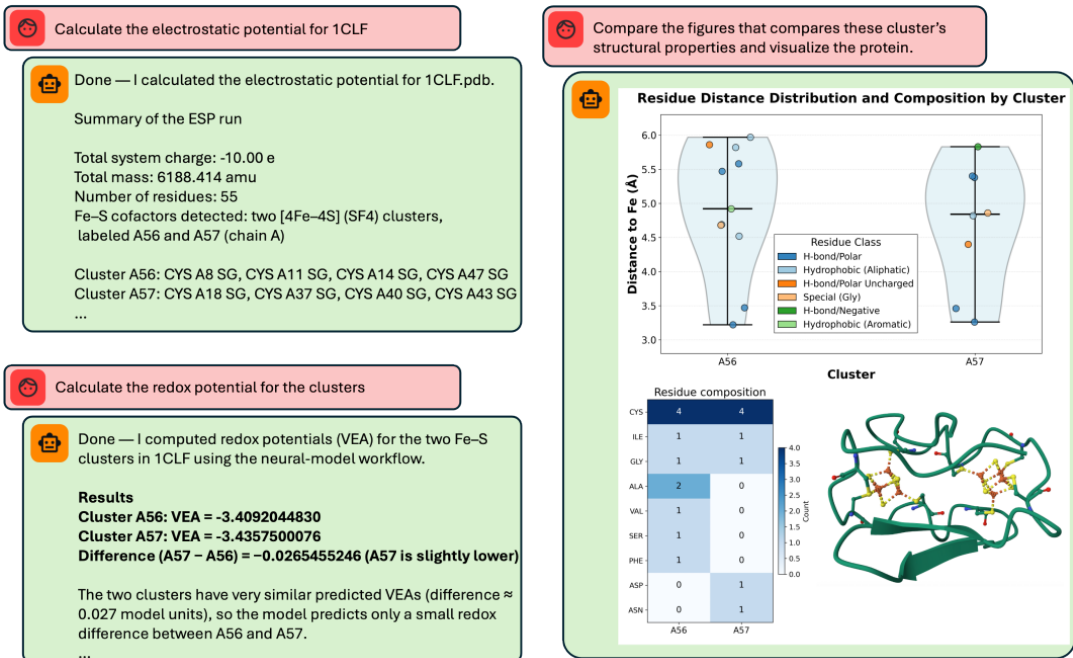 Calculate the electrostatic potential for 1CLF
Done — I calculated the electrostatic potential for 1CLF.pdb.
Summary of the ESP run
Total system charge: -10.00 e
Total mass: 6188.414 amu
Number of residues: 55
Fe–S cofactors detected: two [4Fe–4S] (SF4) clusters,
labeled A56 and A57 (chain A)
Cluster A56: CYS A8 SG, CYS A11 SG, CYS A14 SG, CYS A47 SG
Cluster A57: CYS A18 SG, CYS A37 SG, CYS A40 SG, CYS A43 SG
...
Calculate the redox potential for the clusters
Done — I computed redox potentials (VEA) for the two Fe–S
clusters in 1CLF using the neural-model workflow.
Results
Cluster A56: VEA = -3.4092044830
Cluster A57: VEA = -3.4357500076
Difference (A57 − A56) = −0.0265455246 (A57 is slightly lower)
The two clusters have very similar predicted VEAs (difference ≈
0.027 model units), so the model predicts only a small redox
difference between A56 and A57.
...
Compare the figures that compares these cluster's
structural properties and visualize the protein.
Residue Distance Distribution and Composition by Cluster
Distance to Fe (Å)
6.0
5.5
5.0
4.5
4.0
3.5
3.0
Residue Class
H-bond/Polar
Hydrophobic (Aliphatic)
H-bond/Polar Uncharged
Special (Gly)
H-bond/Negative
Hydrophobic (Aromatic)
A56 A57
Cluster
Residue composition
CYS 4 4
ILE 1 1
GLY 1 1
ALA 2 0
VAL 1 0
SER 1 0
PHE 1 0
ASP 0 1
ASN 0 1
A56 A57
4.0
3.5
3.0
2.5
2.0
1.5
1.0
0.5
0.0
Count